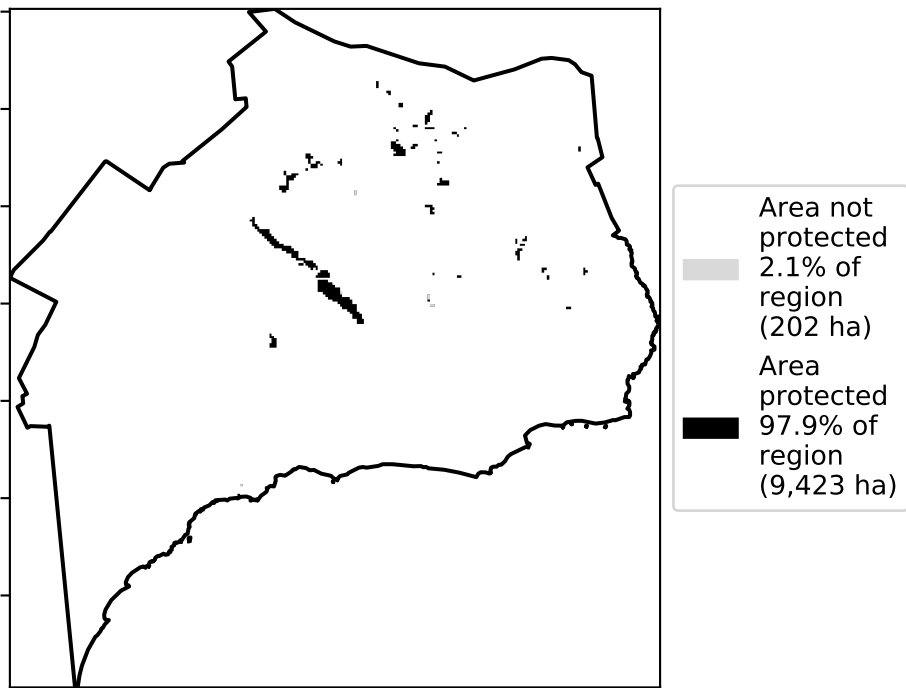 Area not
protected
2.1% of
region
(202 ha)
Area
protected
97.9% of
region
(9,423 ha)